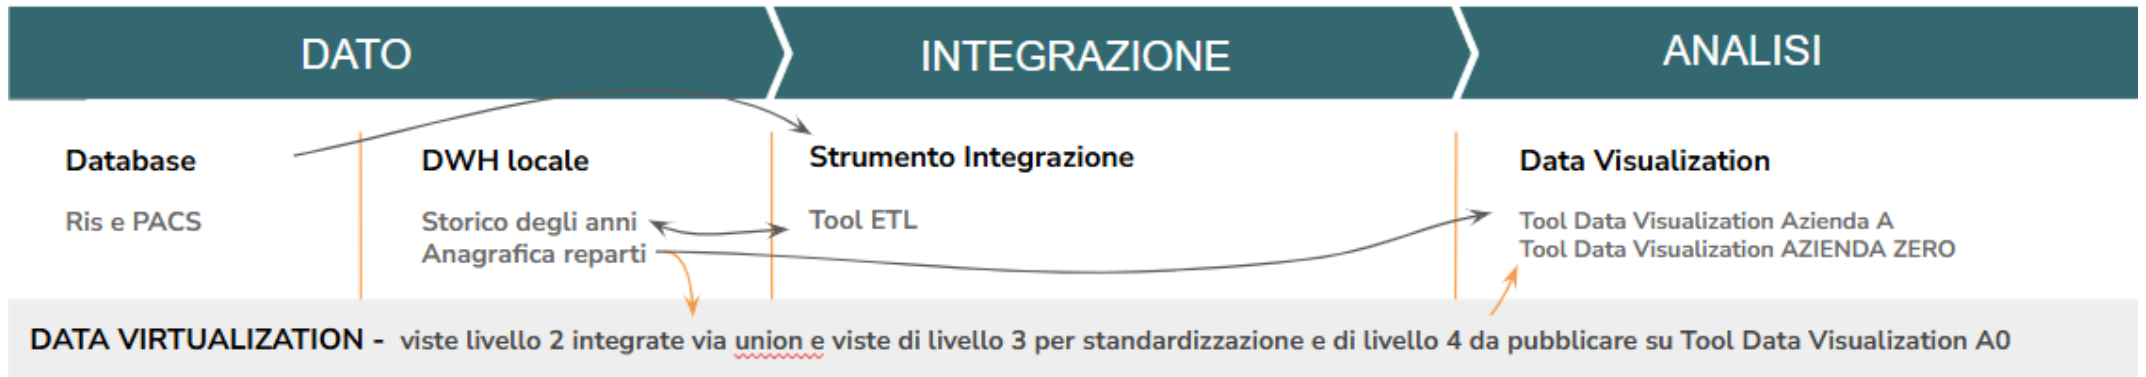 DATO
INTEGRAZIONE
ANALISI
Database
Ris e PACS
DWH locale
Storico degli anni
Anagrafica reparti
Strumento Integrazione
Tool ETL
Data Visualization
Tool Data Visualization Azienda A
Tool Data Visualization AZIENDA ZERO
DATA VIRTUALIZATION - viste livello 2 integrate via union e viste di livello 3 per standardizzazione e di livello 4 da pubblicare su Tool Data Visualization A0